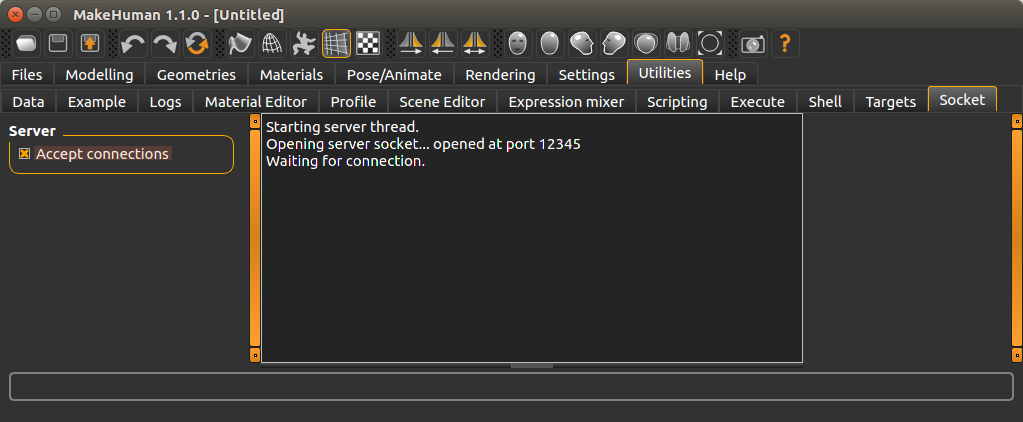 MakeHuman 1.1.0 - [Untitled]
Files Modelling Geometries Materials Pose/Animate Rendering Settings Utilities Help
Data Example Logs Material Editor Profile Scene Editor Expression mixer Scripting Execute Shell Targets Socket
Server
Accept connections
Starting server thread.
Opening server socket... opened at port 12345
Waiting for connection.